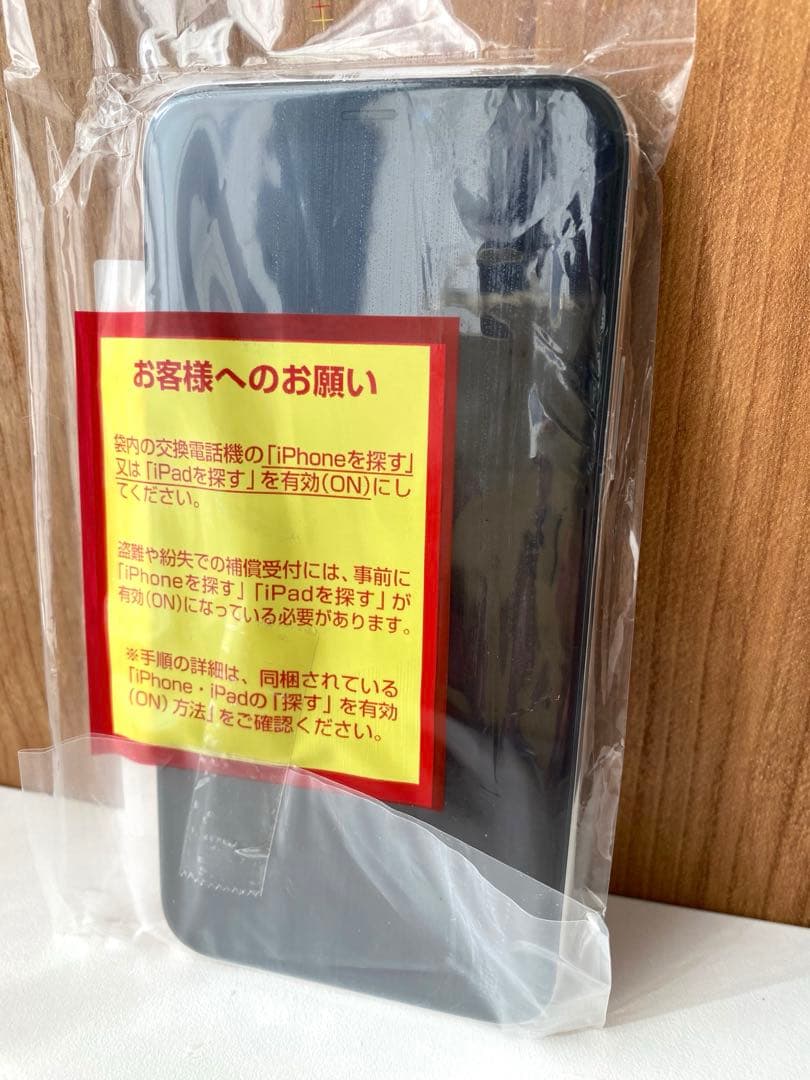 お客様へのお願い
袋内の交換電話機の「iPhoneを探す」
又は「iPadを探す」を有効(ON)にし
てください。
盗難や紛失での補償受付には、事前に
「iPhoneを探す」「iPadを探す」が
有効(ON)になっている必要があります。
※手順の詳細は、同梱されている
「iPhone・iPadの「探す」を有効
(ON)方法」をご確認ください。